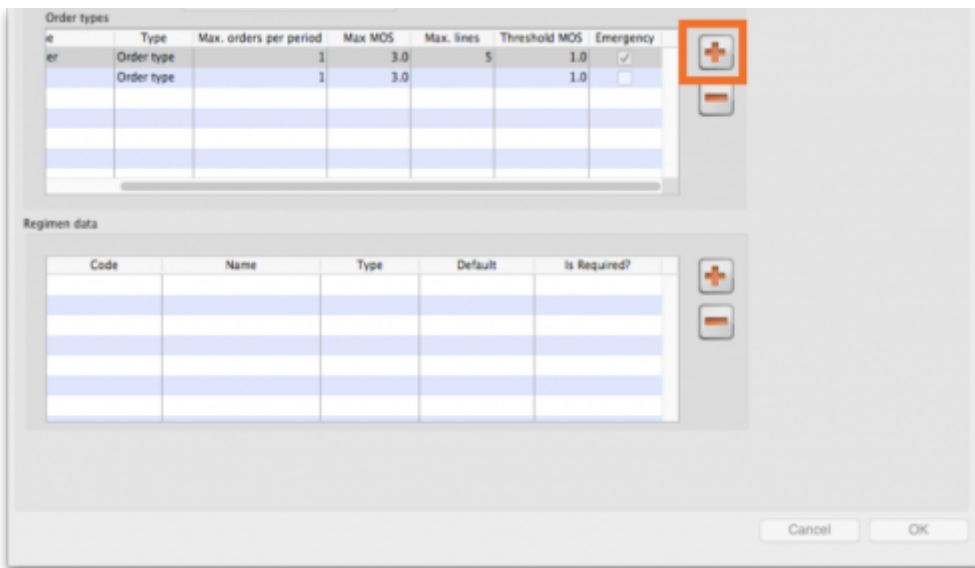 Order types
e Type Max. orders per period Max MOS Max. lines Threshold MOS Emergency
er Order type 1 3.0 5 1.0
Order type 1 3.0 1.0
Regimen data
Code Name Type Default Is Required?
Cancel OK